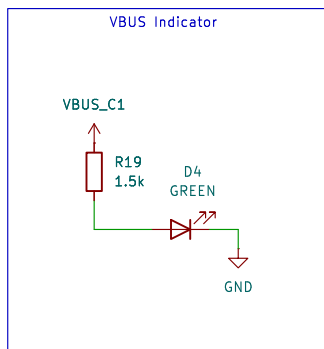 VBUS Indicator
VBUS_C1
R19
1.5k
D4
GREEN
GND